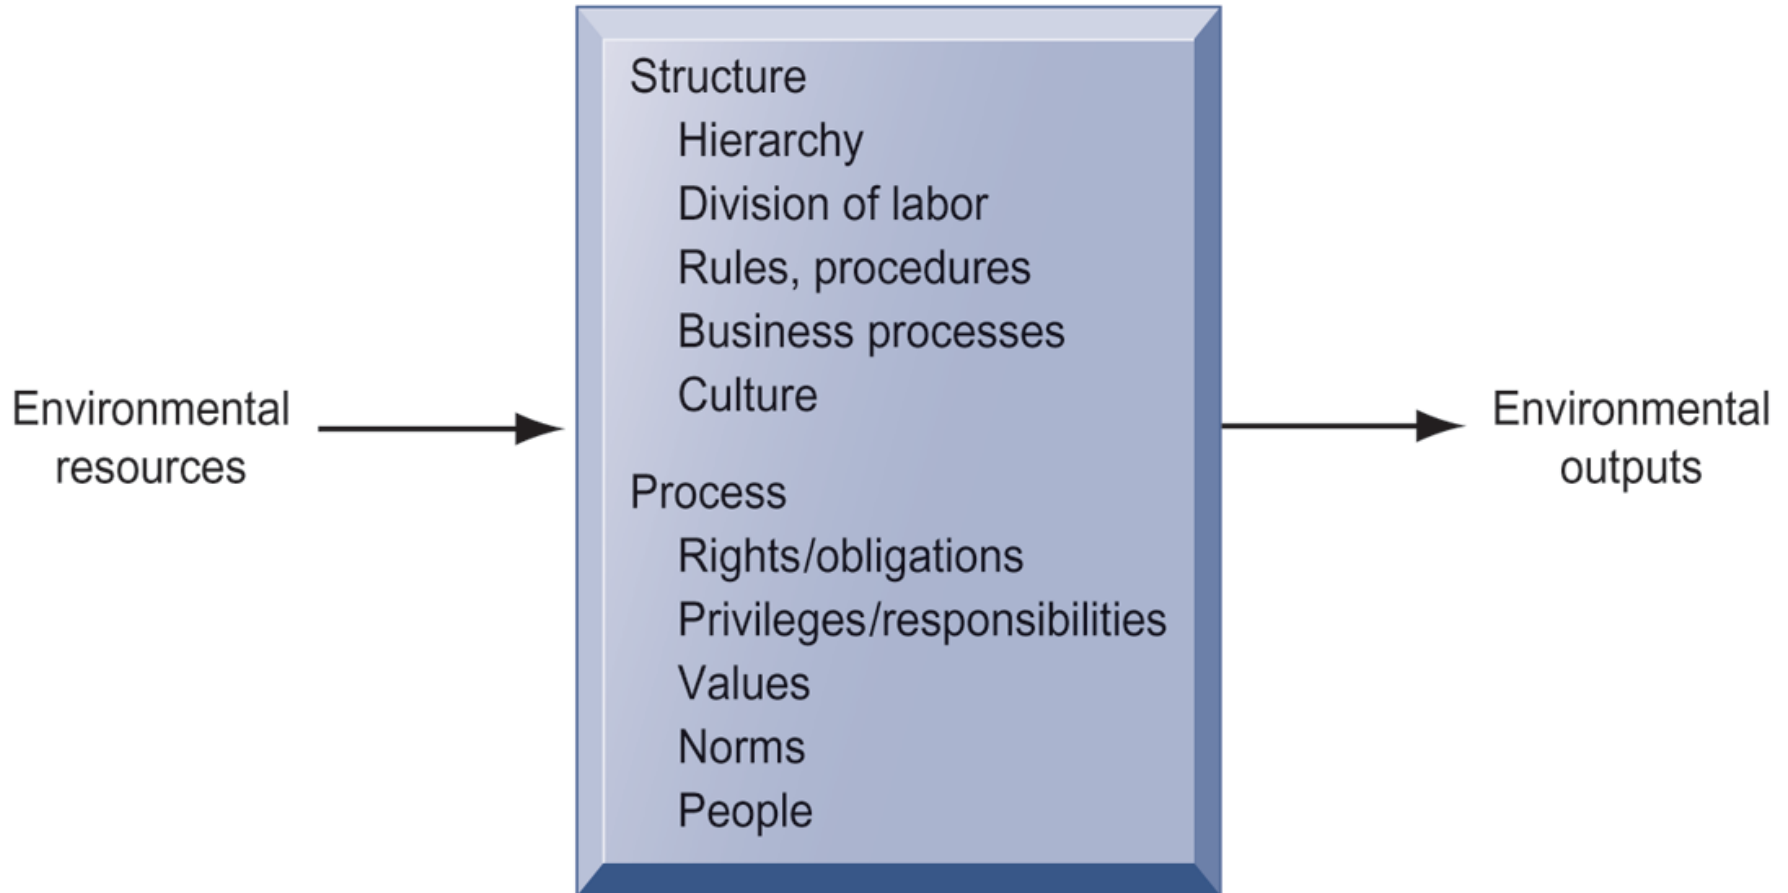 Environmental
resources
Structure
Hierarchy
Division of labor
Rules, procedures
Business processes
Culture
Process
Rights/obligations
Privileges/responsibilities
Values
Norms
People
Environmental
outputs